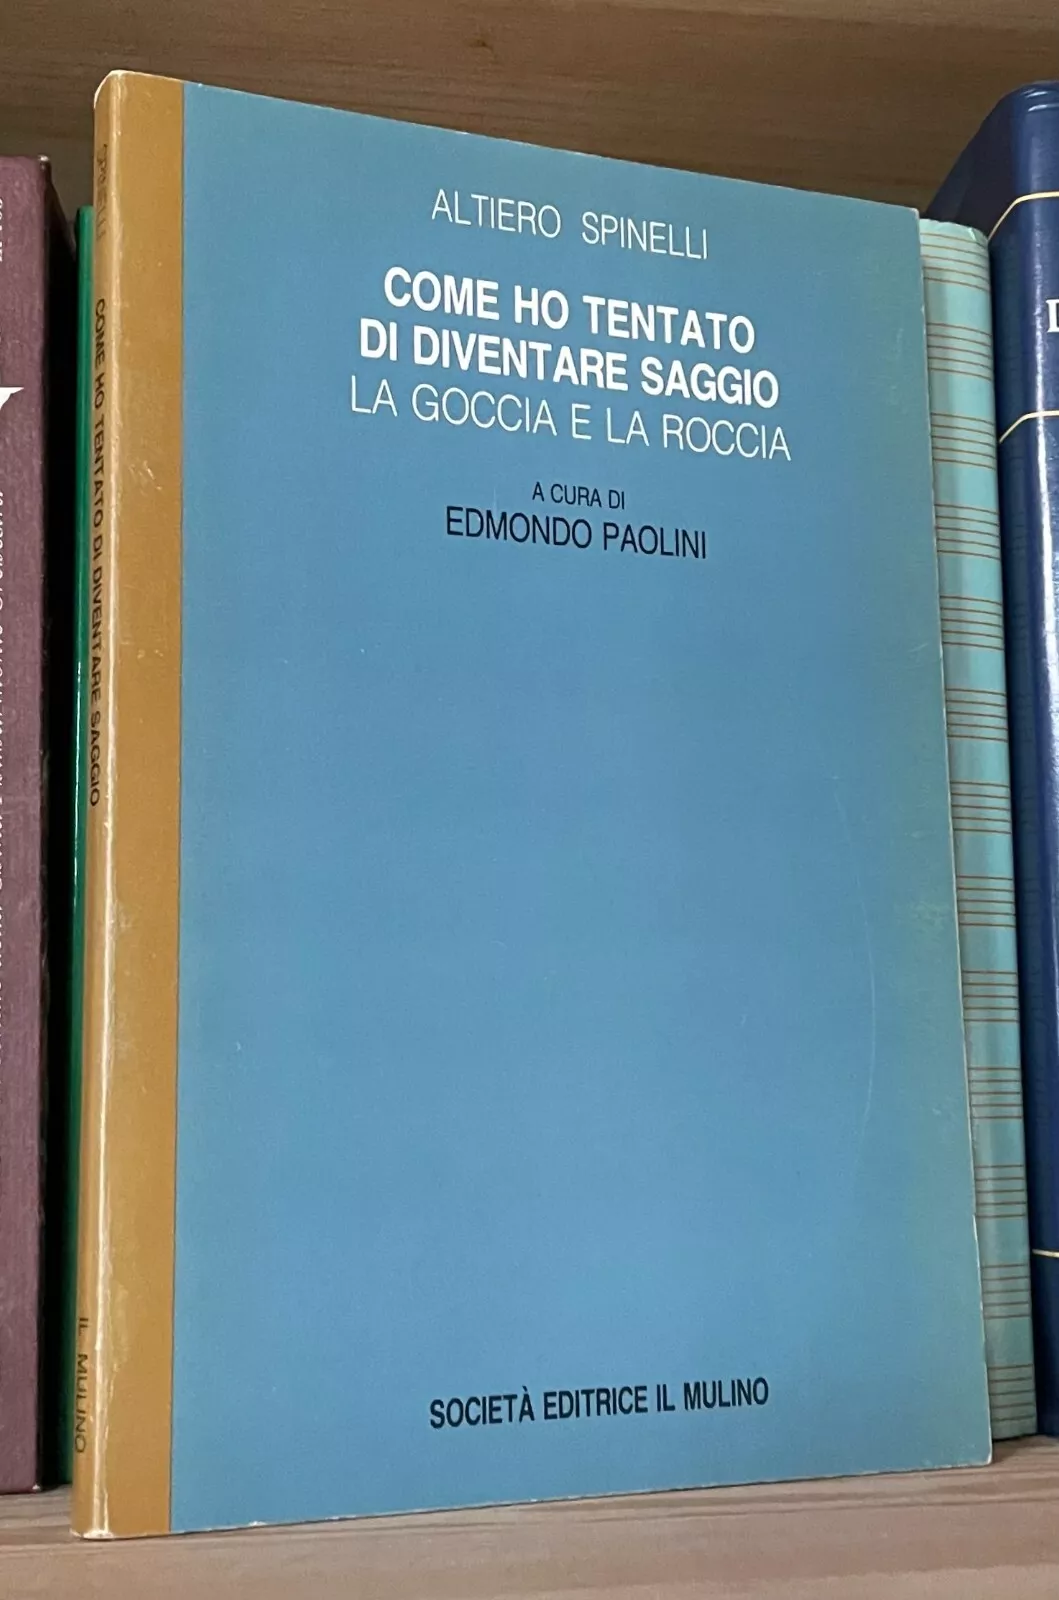 ALTIERO SPINELLI
COME HO TENTATO
DI DIVENTARE SAGGIO
LA GOCCIA E LA ROCCIA
A CURA DI
EDMONDO PAOLINI
SOCIETÀ EDITRICE IL MULINO
SPINELLI COME HO TENTATO DI DIVENTARE SAGGIO IL MULINO